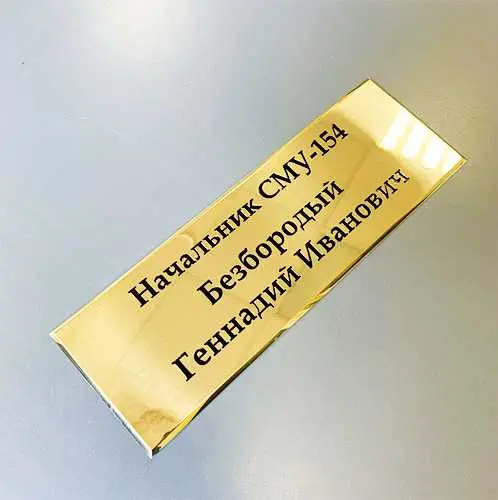 Начальник СМУ-154
Безбородый
Геннадий Иванович